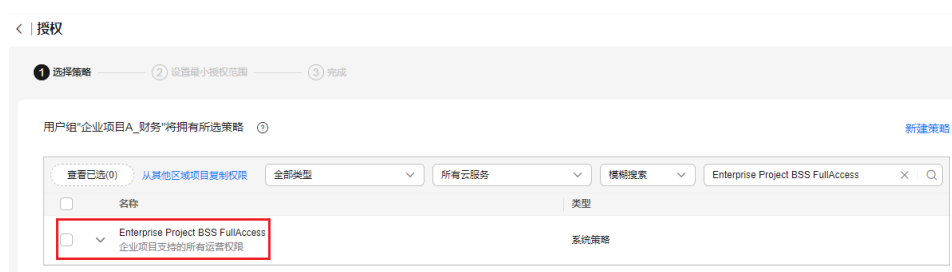 < | 授权
1 选择策略 2 设置最小授权范围 3 完成
用户组"企业项目A_财务"将拥有所选策略 ?
新建策略
查看已选(0) 从其他区域项目复制权限 全部类型 所有云服务 模糊搜索 Enterprise Project BSS FullAccess
名称 类型
Enterprise Project BSS FullAccess
企业项目支持的所有运营权限
系统策略